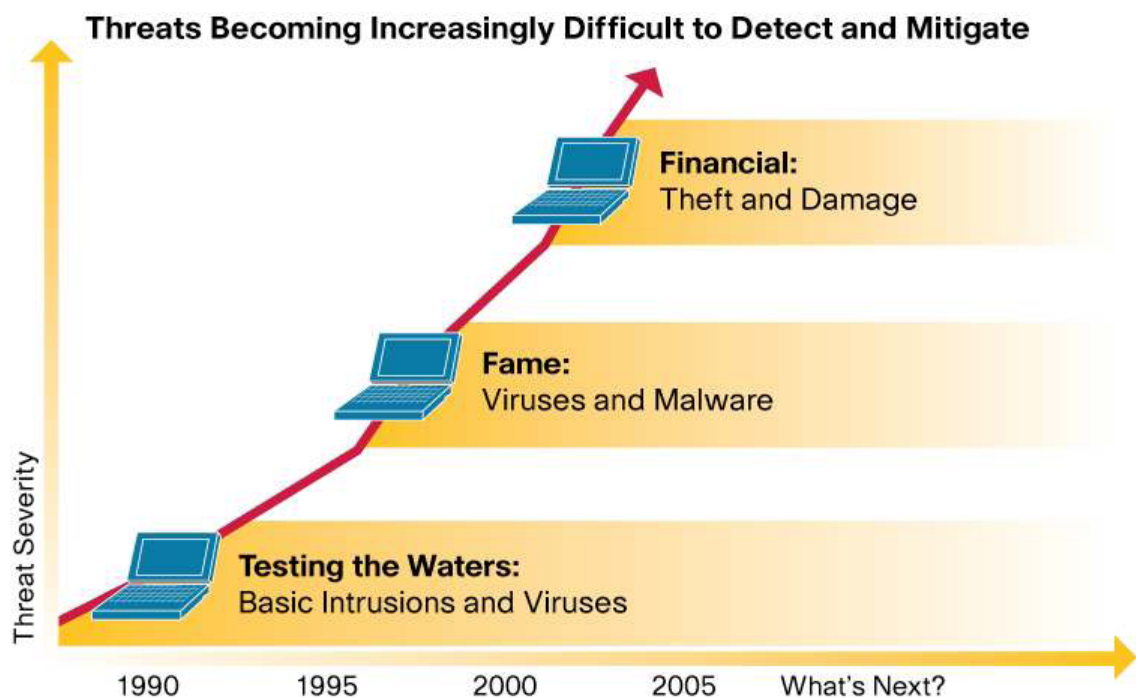 Threats Becoming Increasingly Difficult to Detect and Mitigate
Financial:
Theft and Damage
Fame:
Viruses and Malware
Threat Severity
Testing the Waters:
Basic Intrusions and Viruses
1990 1995 2000 2005 What's Next?